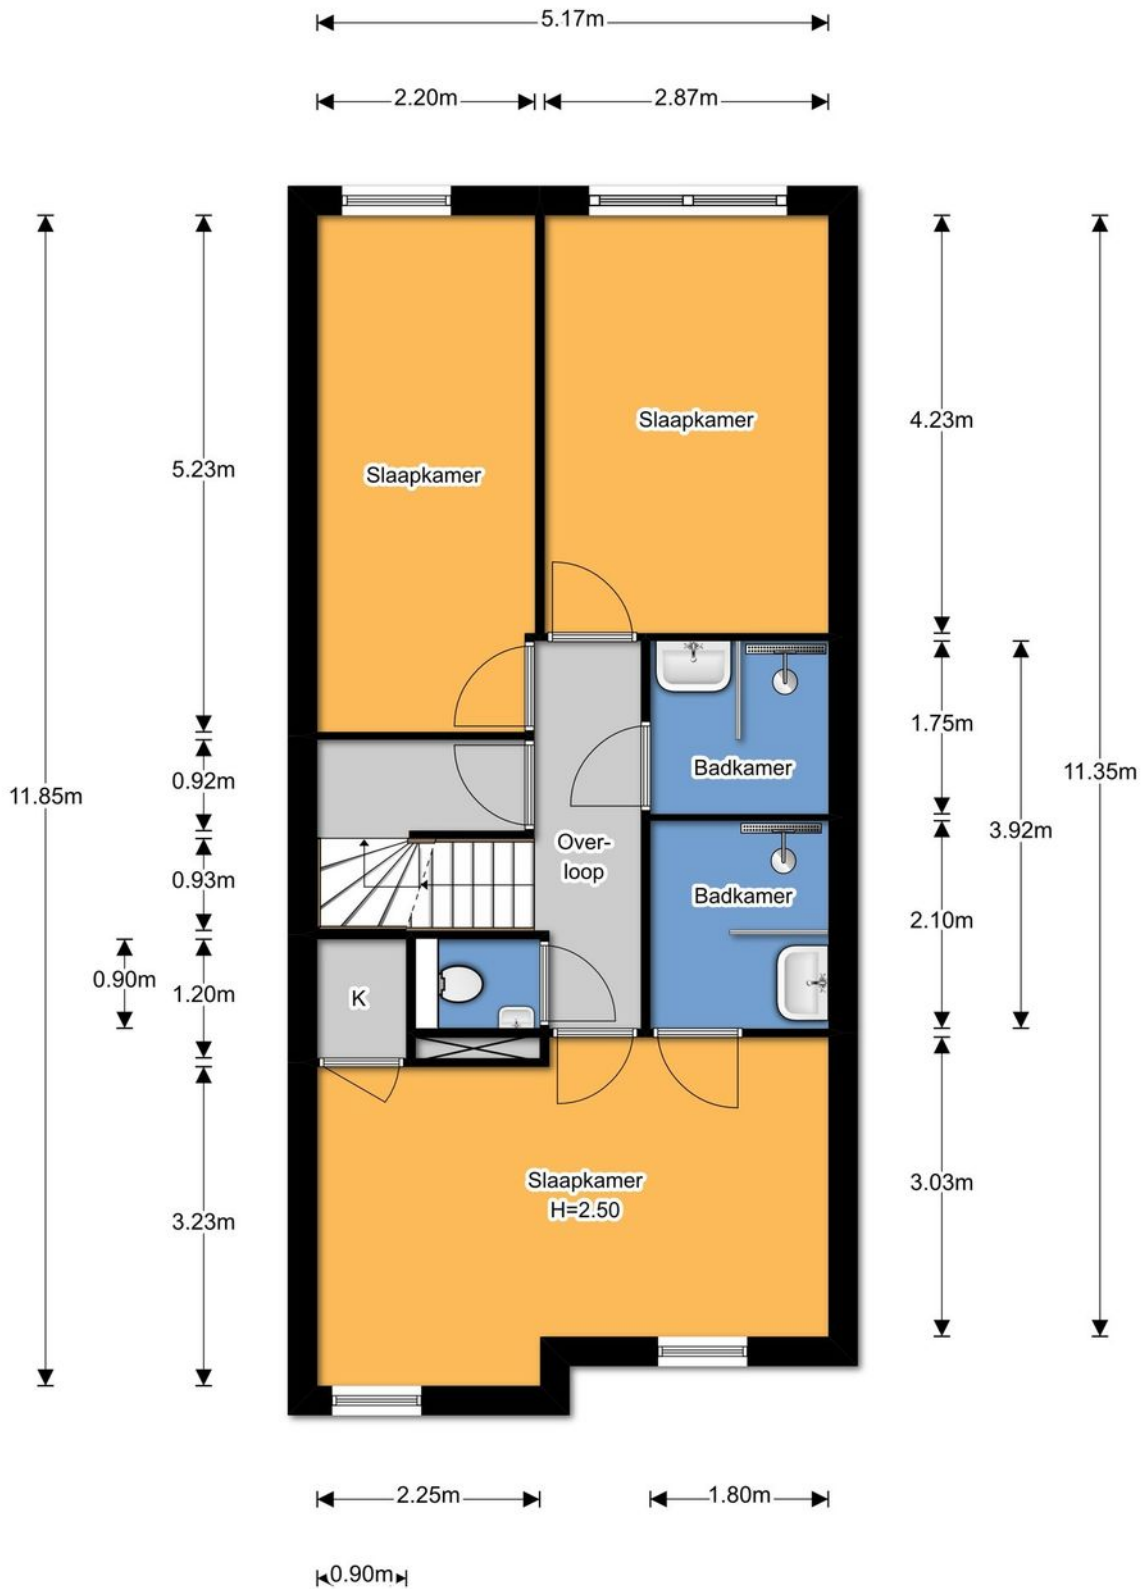 5.17m
2.20m
2.87m
Slaapkamer
4.23m
5.23m
Slaapkamer
1.75m
Badkamer
0.92m
11.85m
11.35m
3.92m
Over-
loop
0.93m
Badkamer
2.10m
0.90m
1.20m
K
Slaapkamer
H=2.50
3.03m
3.23m
2.25m
1.80m
0.90m